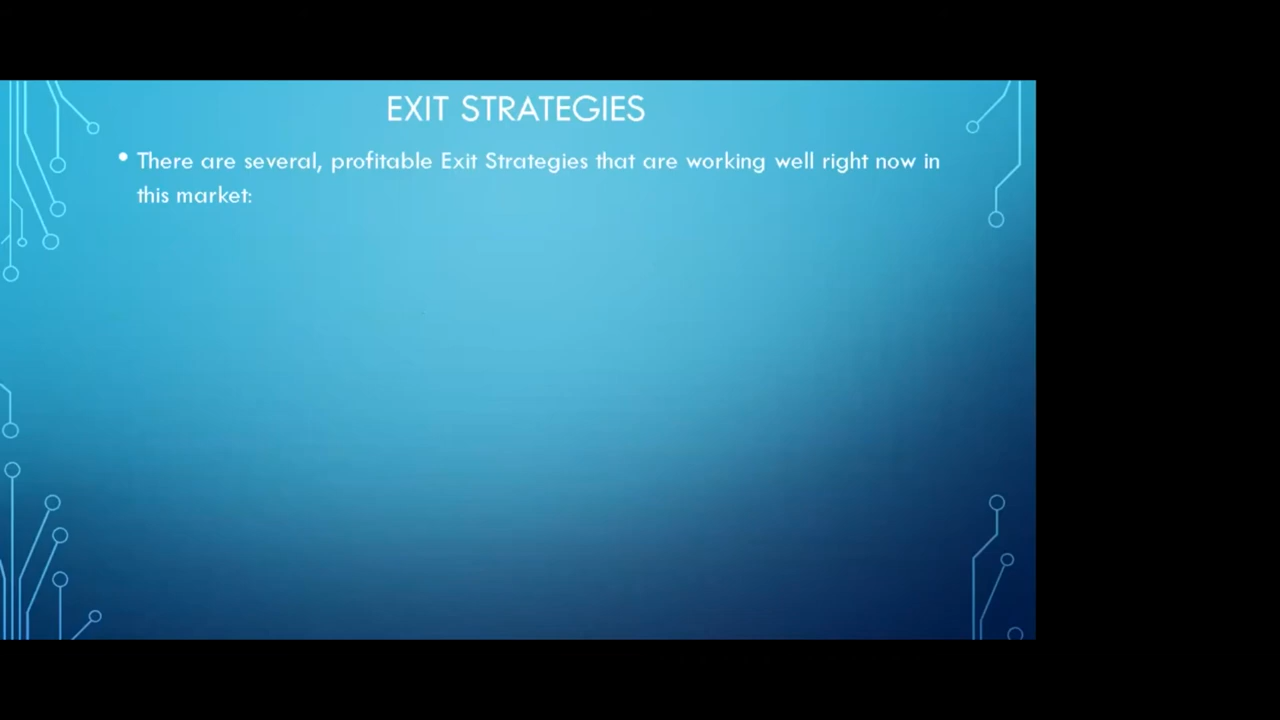 EXIT STRATEGIES
• There are several, profitable Exit Strategies that are working well right now in
this market: